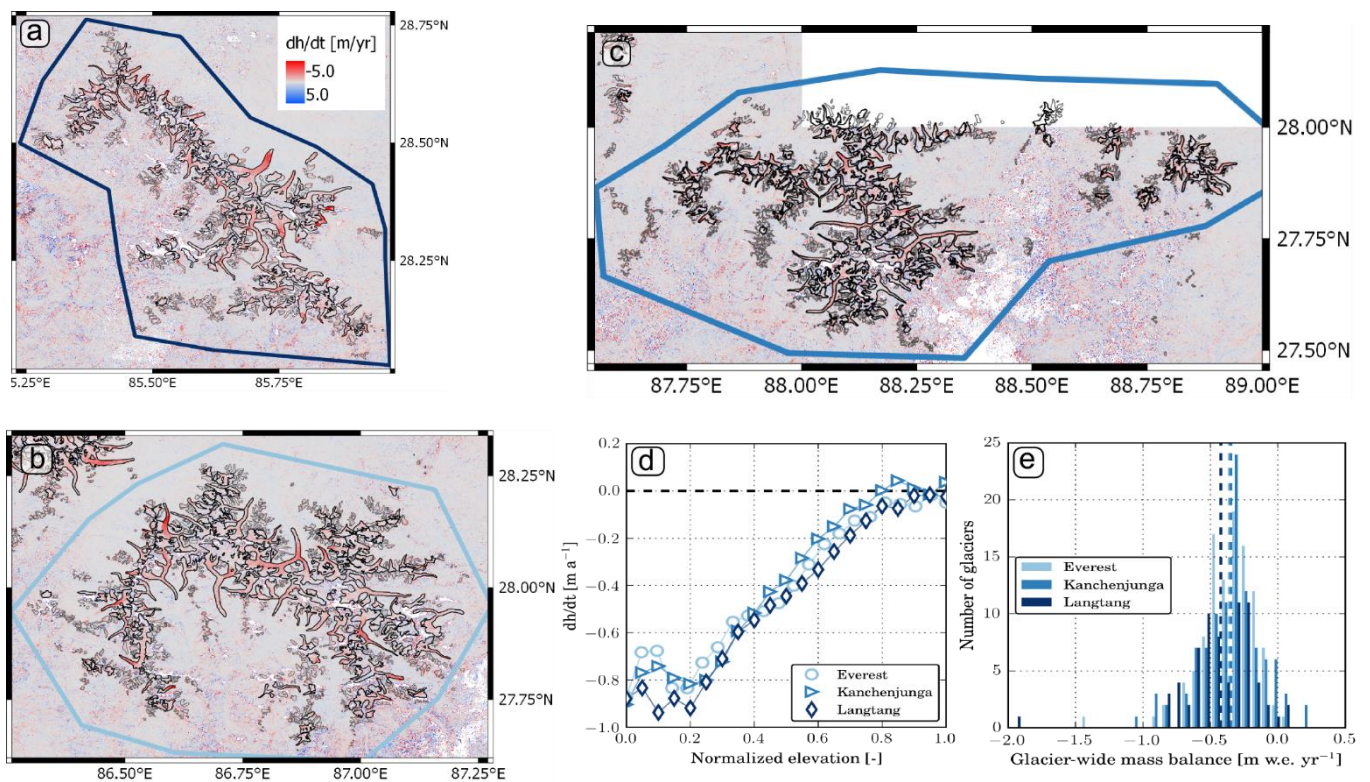 a
dh/dt [m/yr]
-5.0
5.0
28.75°N
28.50°N
28.25°N
5.25°E 85.50°E 85.75°E
c
28.00°N
27.75°N
27.50°N
87.75°E 88.00°E 88.25°E 88.50°E 88.75°E 89.00°E
b
28.25°N
28.00°N
27.75°N
86.50°E 86.75°E 87.00°E 87.25°E
d
dh/dt [m a⁻¹]
0.2
0.0
−0.2
−0.4
−0.6
−0.8
−1.0
Everest
Kanchenjunga
Langtang
0.0 0.2 0.4 0.6 0.8 1.0
Normalized elevation [-]
e
Number of glaciers
25
20
15
10
5
0
Everest
Kanchenjunga
Langtang
−2.0 −1.5 −1.0 −0.5 0.0
Glacier-wide mass balance [m w.e. yr⁻¹]